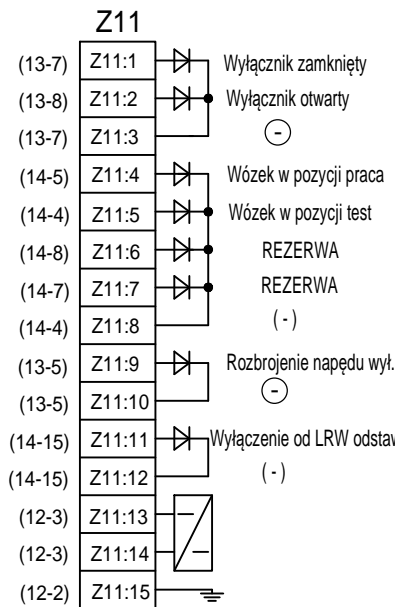 Z11
(13-7) Z11:1 Wyłącznik zamknięty
(13-8) Z11:2 Wyłącznik otwarty
(13-7) Z11:3 -
(14-5) Z11:4 Wózek w pozycji praca
(14-4) Z11:5 Wózek w pozycji test
(14-8) Z11:6 REZERWA
(14-7) Z11:7 REZERWA
(14-4) Z11:8 (-)
(13-5) Z11:9 Rozbrojenie napędu wył.
(13-5) Z11:10 -
(14-15) Z11:11 Wyłączenie od LRW odstaw
(14-15) Z11:12 (-)
(12-3) Z11:13
(12-3) Z11:14
(12-2) Z11:15